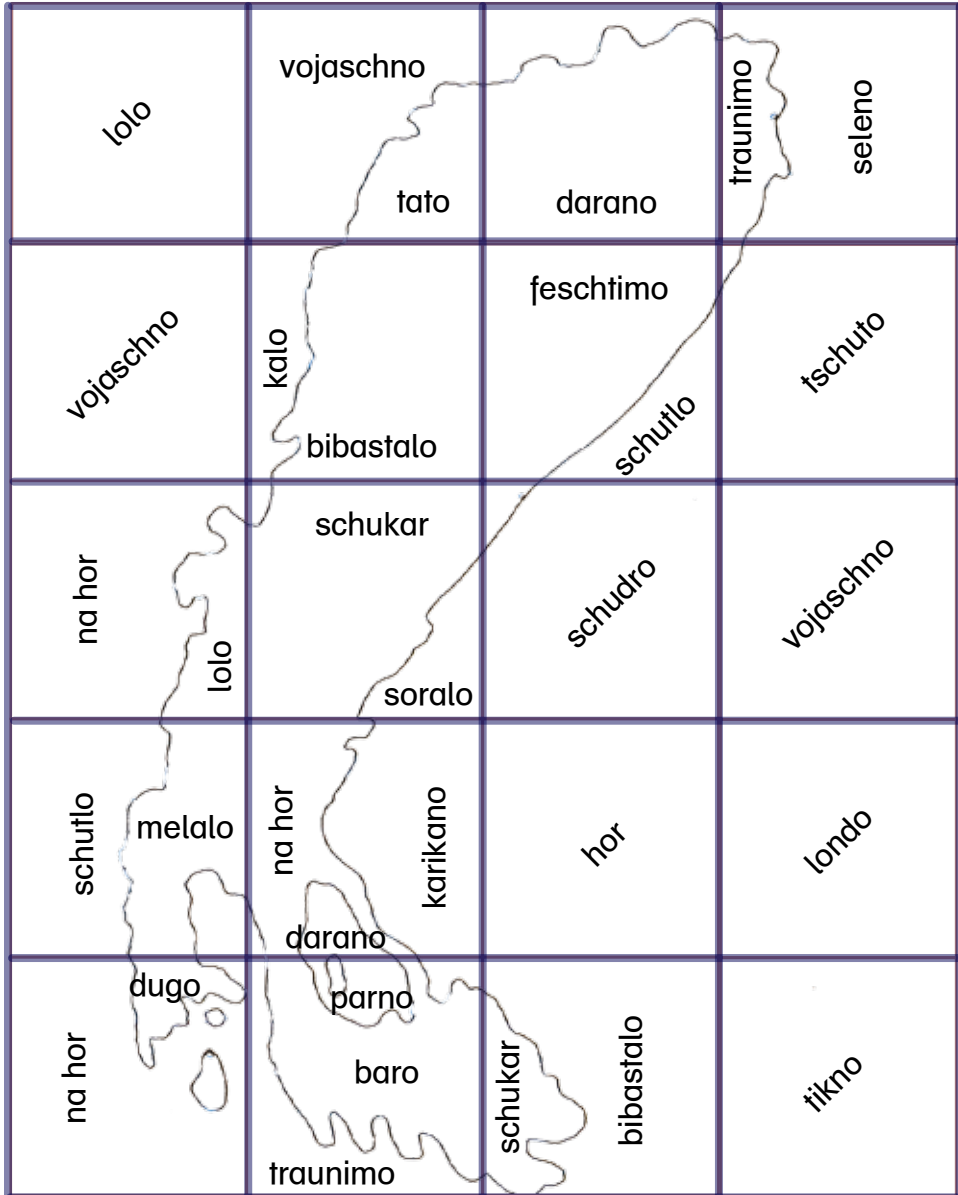 lolo
vojaschno
tato
darano
traunimo
seleno
vojaschno
kalo
bibastalo
feschtimo
schutlo
tschuto
na hor
lolo
schukar
soralo
schudro
vojaschno
schutlo
melalo
na hor
karikano
darano
hor
londo
dugo
na hor
parno
baro
traunimo
schukar
bibastalo
tikno